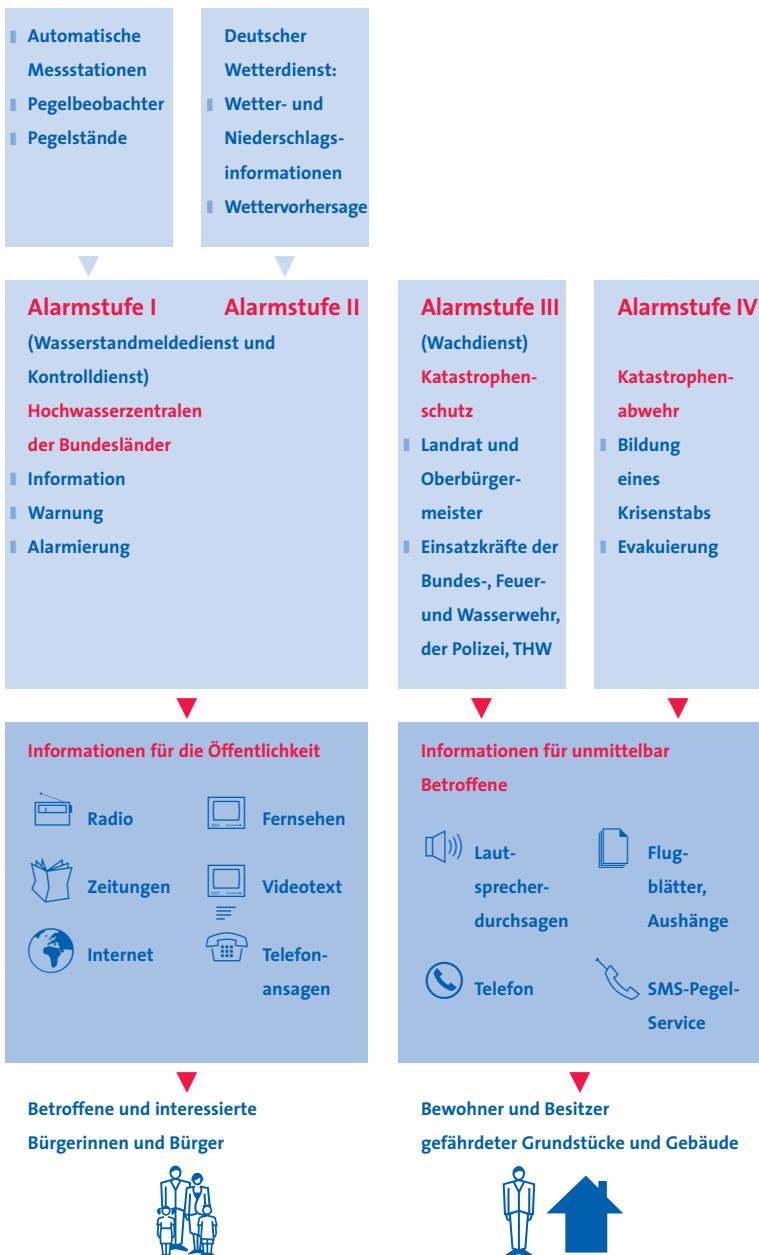 Automatische
Messstationen
Pegelbeobachter
Pegelstände
Deutscher
Wetterdienst:
Wetter- und
Niederschlags-
informationen
Wettervorhersage
Alarmstufe I
Alarmstufe II
(Wasserstandmeldedienst und
Kontrolldienst)
Hochwasserzentralen
der Bundesländer
Information
Warnung
Alarmierung
Alarmstufe III
(Wachdienst)
Katastrophen-
schutz
Landrat und
Oberbürger-
meister
Einsatzkräfte der
Bundes-, Feuer-
und Wasserwehr,
der Polizei, THW
Alarmstufe IV
Katastrophen-
abwehr
Bildung
eines
Krisenstabs
Evakuierung
Informationen für die Öffentlichkeit
Radio
Fernsehen
Zeitungen
Videotext
Internet
Telefon-
ansagen
Informationen für unmittelbar
Betroffene
Laut-
sprecher-
durchsagen
Flug-
blätter,
Aushänge
Telefon
SMS-Pegel-
Service
Betroffene und interessierte
Bürgerinnen und Bürger
Bewohner und Besitzer
gefährdeter Grundstücke und Gebäude